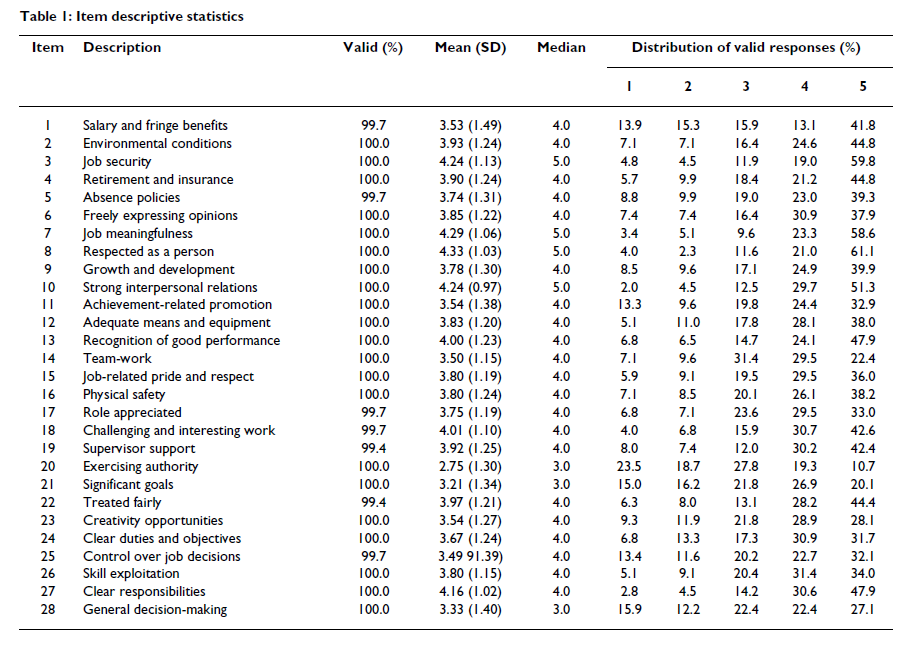 Table 1: Item descriptive statistics
Item Description Valid (%) Mean (SD) Median Distribution of valid responses (%)
1 2 3 4 5
1 Salary and fringe benefits 99.7 3.53 (1.49) 4.0 13.9 15.3 15.9 13.1 41.8
2 Environmental conditions 100.0 3.93 (1.24) 4.0 7.1 7.1 16.4 24.6 44.8
3 Job security 100.0 4.24 (1.13) 5.0 4.8 4.5 11.9 19.0 59.8
4 Retirement and insurance 100.0 3.90 (1.24) 4.0 5.7 9.9 18.4 21.2 44.8
5 Absence policies 99.7 3.74 (1.31) 4.0 8.8 9.9 19.0 23.0 39.3
6 Freely expressing opinions 100.0 3.85 (1.22) 4.0 7.4 7.4 16.4 30.9 37.9
7 Job meaningfulness 100.0 4.29 (1.06) 5.0 3.4 5.1 9.6 23.3 58.6
8 Respected as a person 100.0 4.33 (1.03) 5.0 4.0 2.3 11.6 21.0 61.1
9 Growth and development 100.0 3.78 (1.30) 4.0 8.5 9.6 17.1 24.9 39.9
10 Strong interpersonal relations 100.0 4.24 (0.97) 5.0 2.0 4.5 12.5 29.7 51.3
11 Achievement-related promotion 100.0 3.54 (1.38) 4.0 13.3 9.6 19.8 24.4 32.9
12 Adequate means and equipment 100.0 3.83 (1.20) 4.0 5.1 11.0 17.8 28.1 38.0
13 Recognition of good performance 100.0 4.00 (1.23) 4.0 6.8 6.5 14.7 24.1 47.9
14 Team-work 100.0 3.50 (1.15) 4.0 7.1 9.6 31.4 29.5 22.4
15 Job-related pride and respect 100.0 3.80 (1.19) 4.0 5.9 9.1 19.5 29.5 36.0
16 Physical safety 100.0 3.80 (1.24) 4.0 7.1 8.5 20.1 26.1 38.2
17 Role appreciated 99.7 3.75 (1.19) 4.0 6.8 7.1 23.6 29.5 33.0
18 Challenging and interesting work 99.7 4.01 (1.10) 4.0 4.0 6.8 15.9 30.7 42.6
19 Supervisor support 99.4 3.92 (1.25) 4.0 8.0 7.4 12.0 30.2 42.4
20 Exercising authority 100.0 2.75 (1.30) 3.0 23.5 18.7 27.8 19.3 10.7
21 Significant goals 100.0 3.21 (1.34) 3.0 15.0 16.2 21.8 26.9 20.1
22 Treated fairly 99.4 3.97 (1.21) 4.0 6.3 8.0 13.1 28.2 44.4
23 Creativity opportunities 100.0 3.54 (1.27) 4.0 9.3 11.9 21.8 28.9 28.1
24 Clear duties and objectives 100.0 3.67 (1.24) 4.0 6.8 13.3 17.3 30.9 31.7
25 Control over job decisions 99.7 3.49 91.39) 4.0 13.4 11.6 20.2 22.7 32.1
26 Skill exploitation 100.0 3.80 (1.15) 4.0 5.1 9.1 20.4 31.4 34.0
27 Clear responsibilities 100.0 4.16 (1.02) 4.0 2.8 4.5 14.2 30.6 47.9
28 General decision-making 100.0 3.33 (1.40) 3.0 15.9 12.2 22.4 22.4 27.1